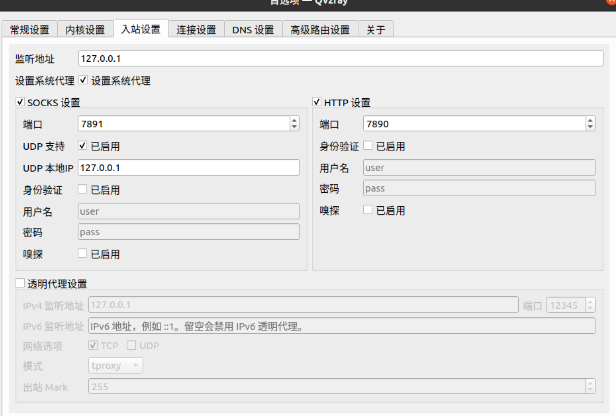 首选项 — Qv2ray
常规设置 内核设置 入站设置 连接设置 DNS 设置 高级路由设置 关于
监听地址 127.0.0.1
设置系统代理 设置系统代理
SOCKS 设置
端口 7891
UDP 支持 已启用
UDP 本地IP 127.0.0.1
身份验证 已启用
用户名 user
密码 pass
嗅探 已启用
HTTP 设置
端口 7890
身份验证 已启用
用户名 user
密码 pass
嗅探 已启用
透明代理设置
IPv4 监听地址 127.0.0.1 端口 12345
IPv6 监听地址 IPv6 地址，例如 ::1。留空会禁用 IPv6 透明代理。
网络选项 TCP UDP
模式 tproxy
出站 Mark 255